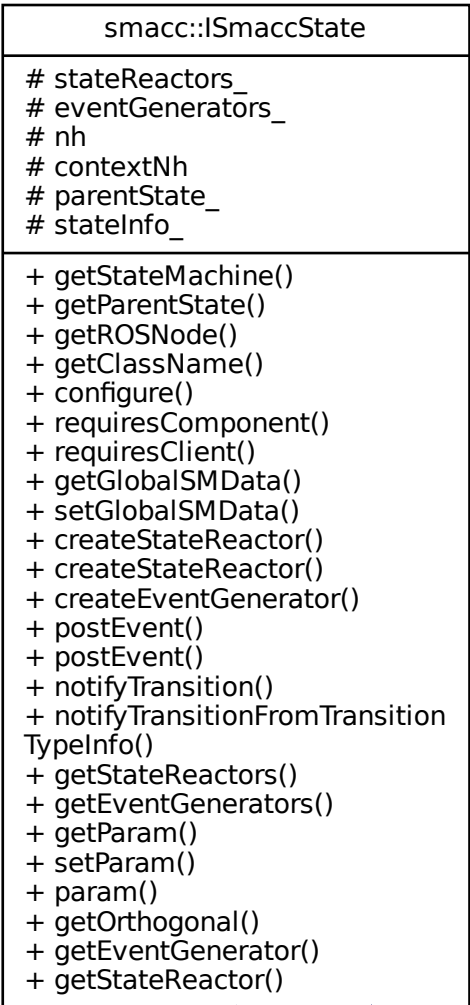 smacc::ISmaccState
# stateReactors_
# eventGenerators_
# nh
# contextNh
# parentState_
# stateInfo_
+ getStateMachine()
+ getParentState()
+ getROSNode()
+ getClassName()
+ configure()
+ requiresComponent()
+ requiresClient()
+ getGlobalSMData()
+ setGlobalSMData()
+ createStateReactor()
+ createStateReactor()
+ createEventGenerator()
+ postEvent()
+ postEvent()
+ notifyTransition()
+ notifyTransitionFromTransition
TypeInfo()
+ getStateReactors()
+ getEventGenerators()
+ getParam()
+ setParam()
+ param()
+ getOrthogonal()
+ getEventGenerator()
+ getStateReactor()